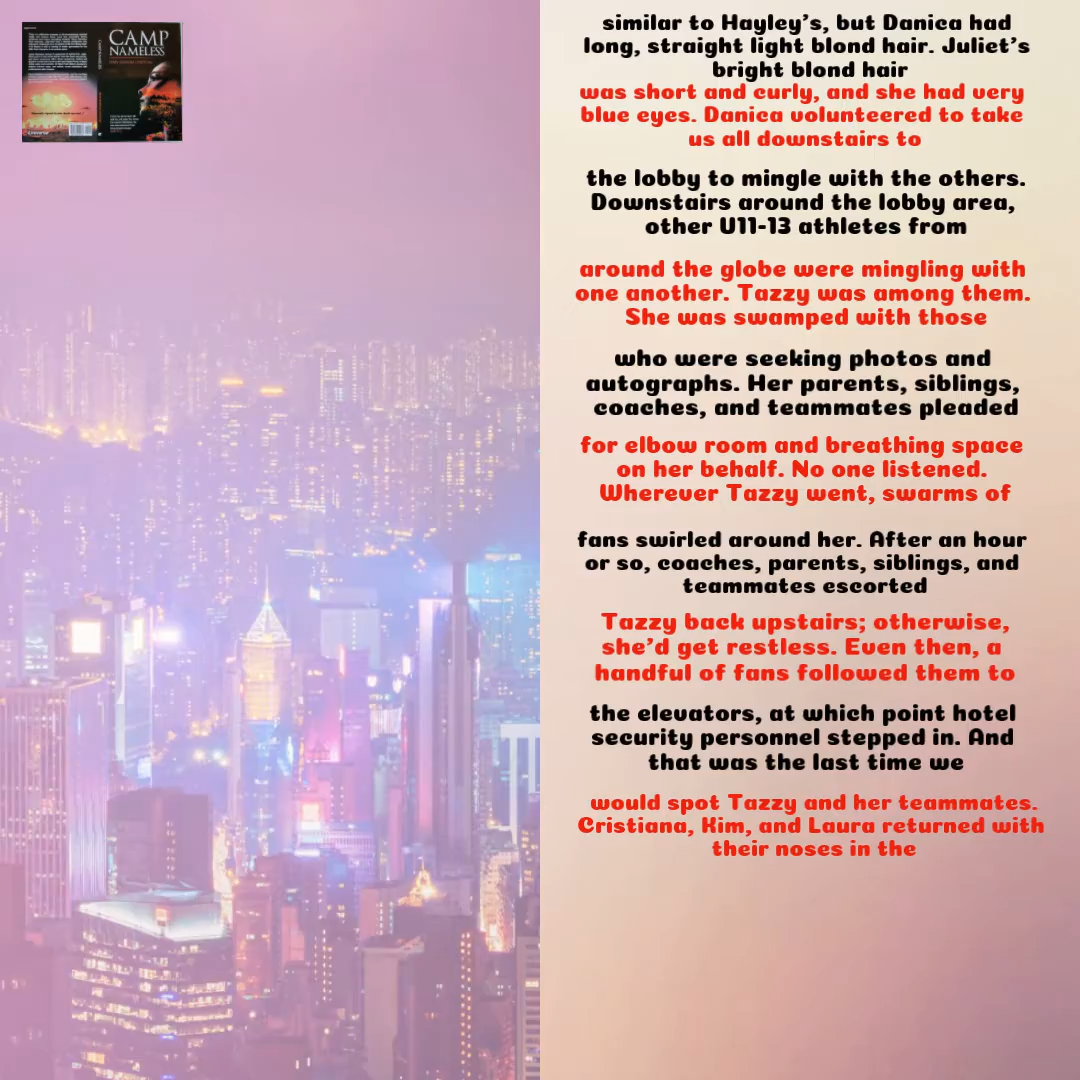 CAMP
NAMELESS
similar to Hayley's, but Danica had
long, straight light blond hair. Juliet's
bright blond hair
was short and curly, and she had very
blue eyes. Danica volunteered to take
us all downstairs to
the lobby to mingle with the others.
Downstairs around the lobby area,
other U11-13 athletes from
around the globe were mingling with
one another. Tazzy was among them.
She was swamped with those
who were seeking photos and
autographs. Her parents, siblings,
coaches, and teammates pleaded
for elbow room and breathing space
on her behalf. No one listened.
Wherever Tazzy went, swarms of
fans swirled around her. After an hour
or so, coaches, parents, siblings, and
teammates escorted
Tazzy back upstairs; otherwise,
she'd get restless. Even then, a
handful of fans followed them to
the elevators, at which point hotel
security personnel stepped in. And
that was the last time we
would spot Tazzy and her teammates.
Cristiana, Kim, and Laura returned with
their noses in the